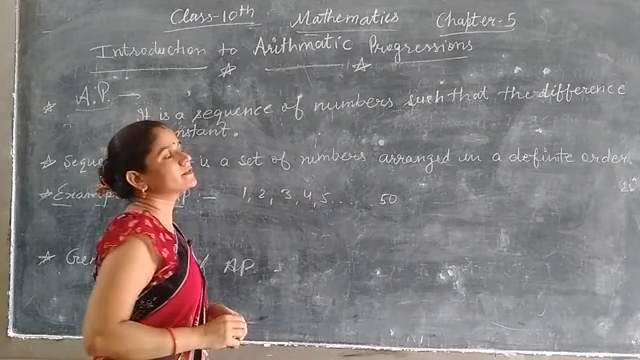 Class-10th Mathematics Chapter-5
Introduction to Arithmatic Progressions
A.P. →
It is a sequence of numbers such that the difference
nstant.
Seque is a set of numbers arranged in a definite order
Examp P. — 1, 2, 3, 4, 5, ... 50
Ge AP -